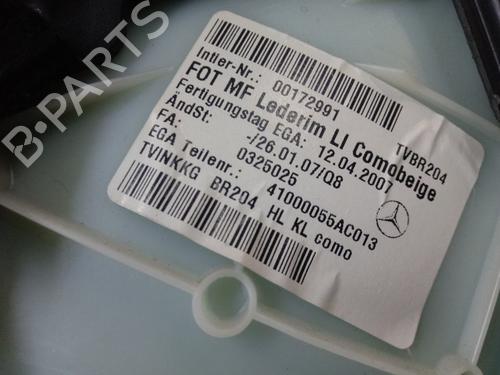 B-PARTS
Inter-Nr.: 00172991 TVBR204
FOT MF Lederim LI Comobeige
Fertigungstag EGA: 12.04.2007
ÄndSt: -/26.01.07/Q8
FA: 0325025
EGA Teilenr.: 41000055AC013
TVINKKG BR204 HL KL como